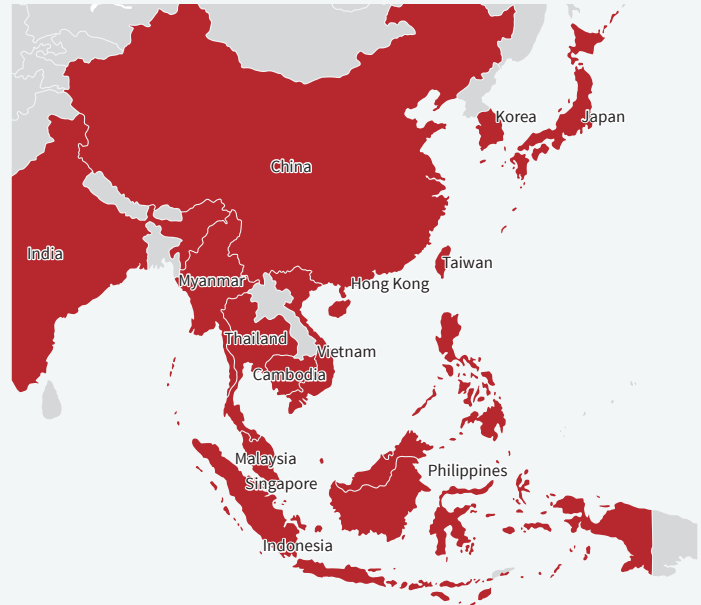 Korea
Japan
China
India
Taiwan
Myanmar
Hong Kong
Thailand
Vietnam
Cambodia
Malaysia
Philippines
Singapore
Indonesia